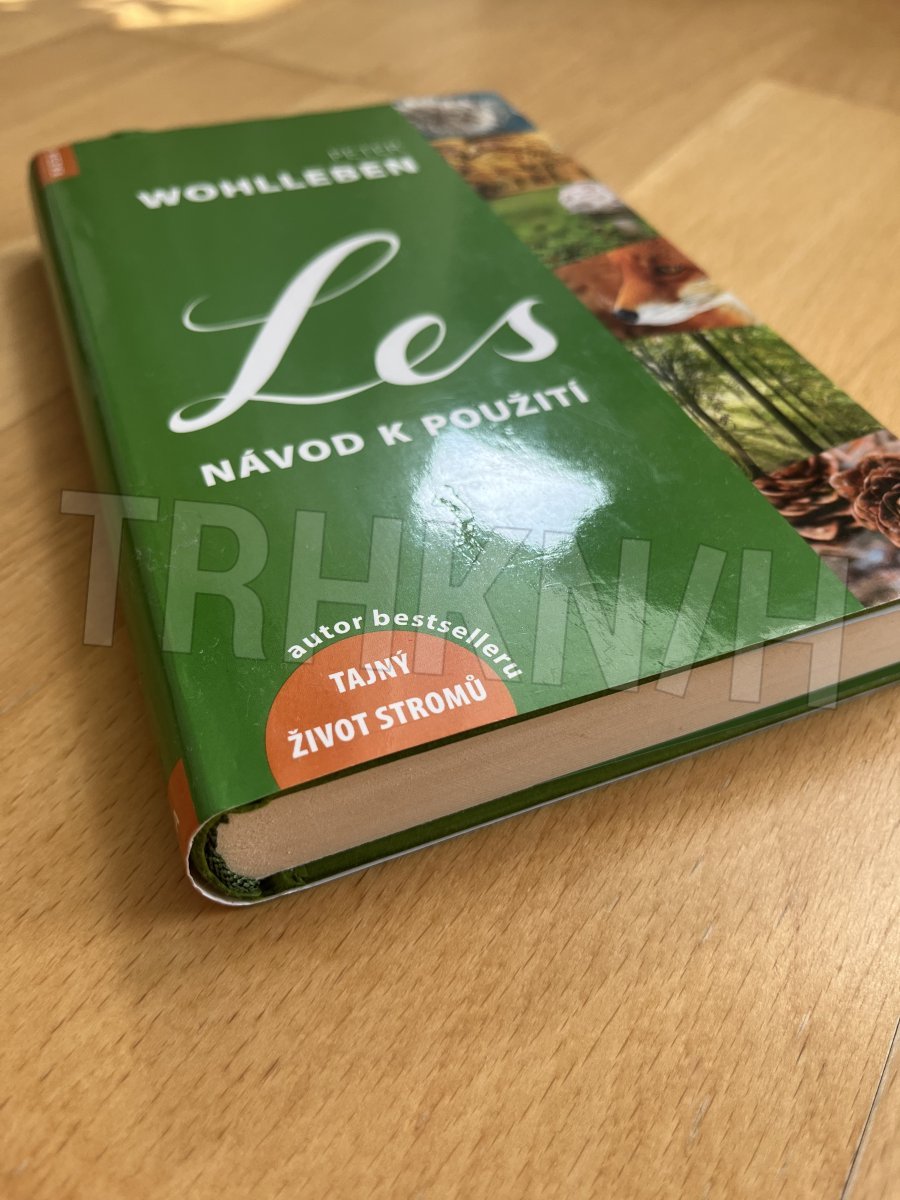 PETER
WOHLLEBEN
Les
NÁVOD K POUŽITÍ
autor bestselleru
TAJNÝ
ŽIVOT STROMŮ
TRHKNIH